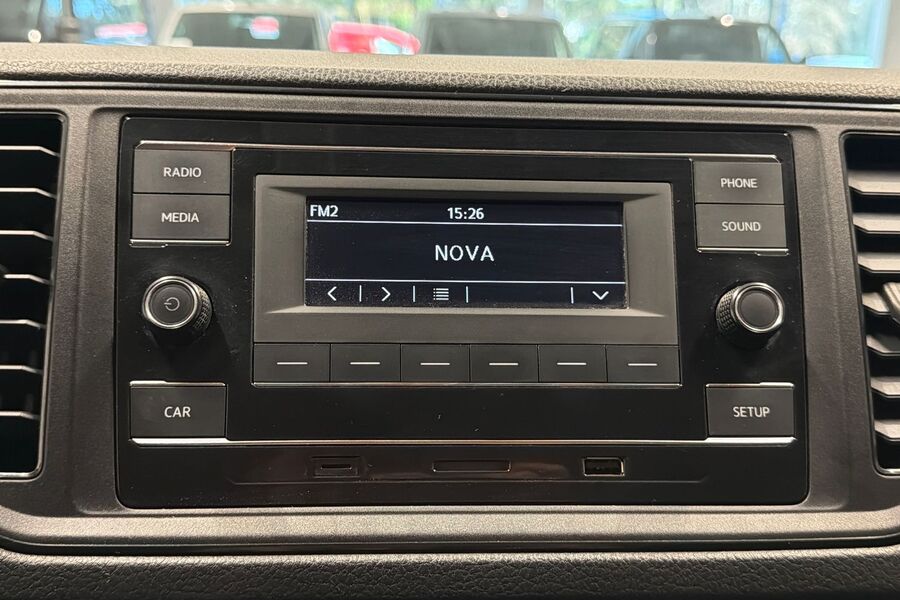 RADIO
MEDIA
FM2 15:26
NOVA
PHONE
SOUND
CAR
SETUP